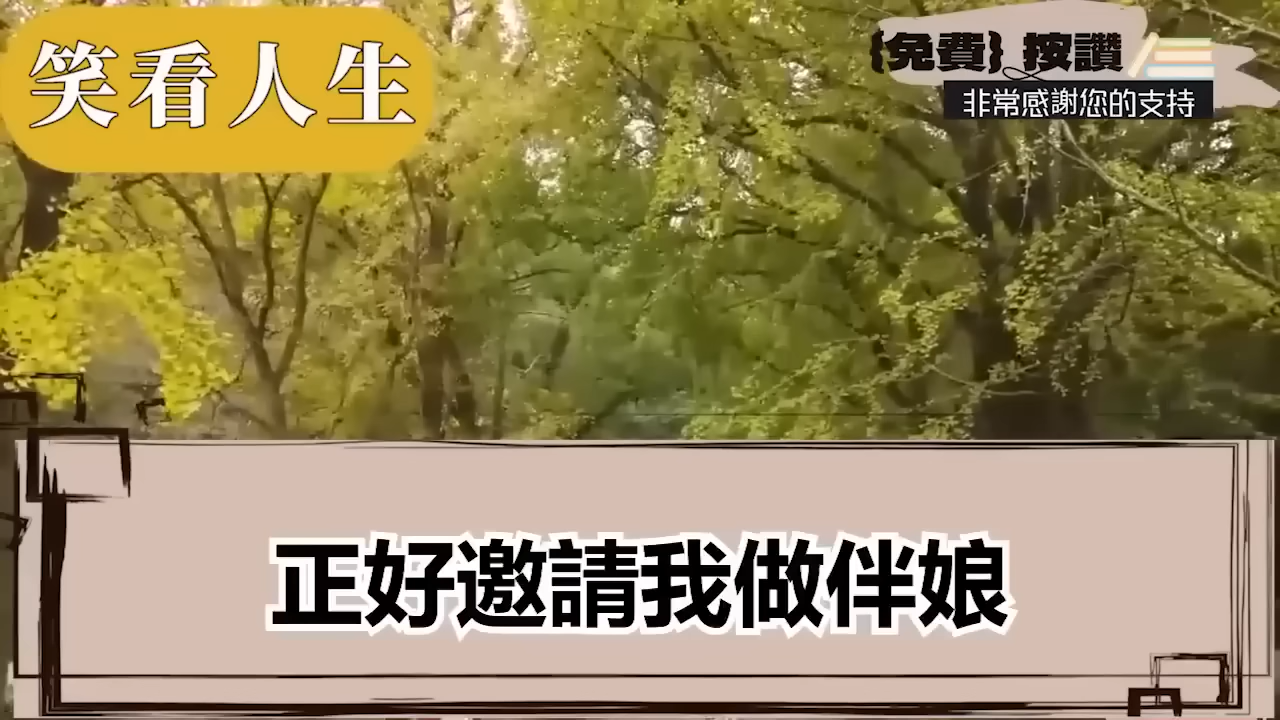 笑看人生
{免費} 按讚
非常感謝您的支持
正好邀請我做伴娘